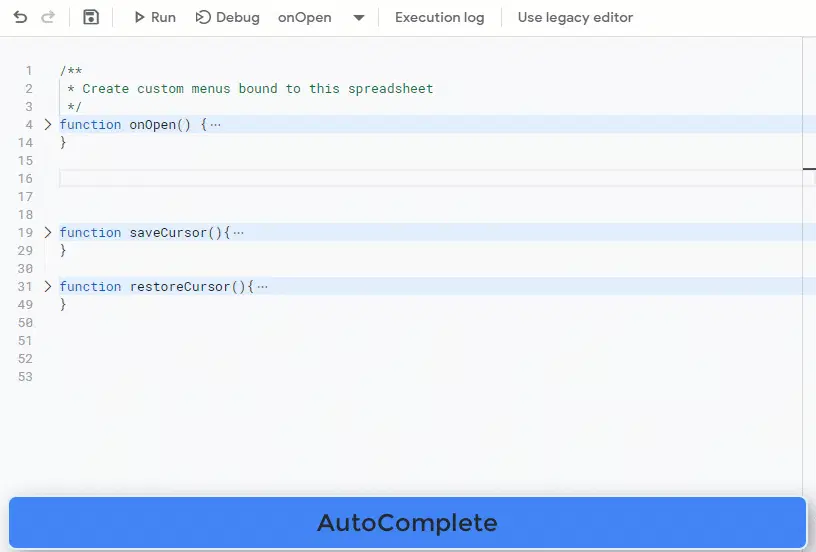 Run Debug onOpen Execution log Use legacy editor
1 /**
2 * Create custom menus bound to this spreadsheet
3 */
4 function onOpen() {···
14 }
15
16
17
18
19 function saveCursor(){···
29 }
30
31 function restoreCursor(){···
49 }
50
51
52
53
AutoComplete